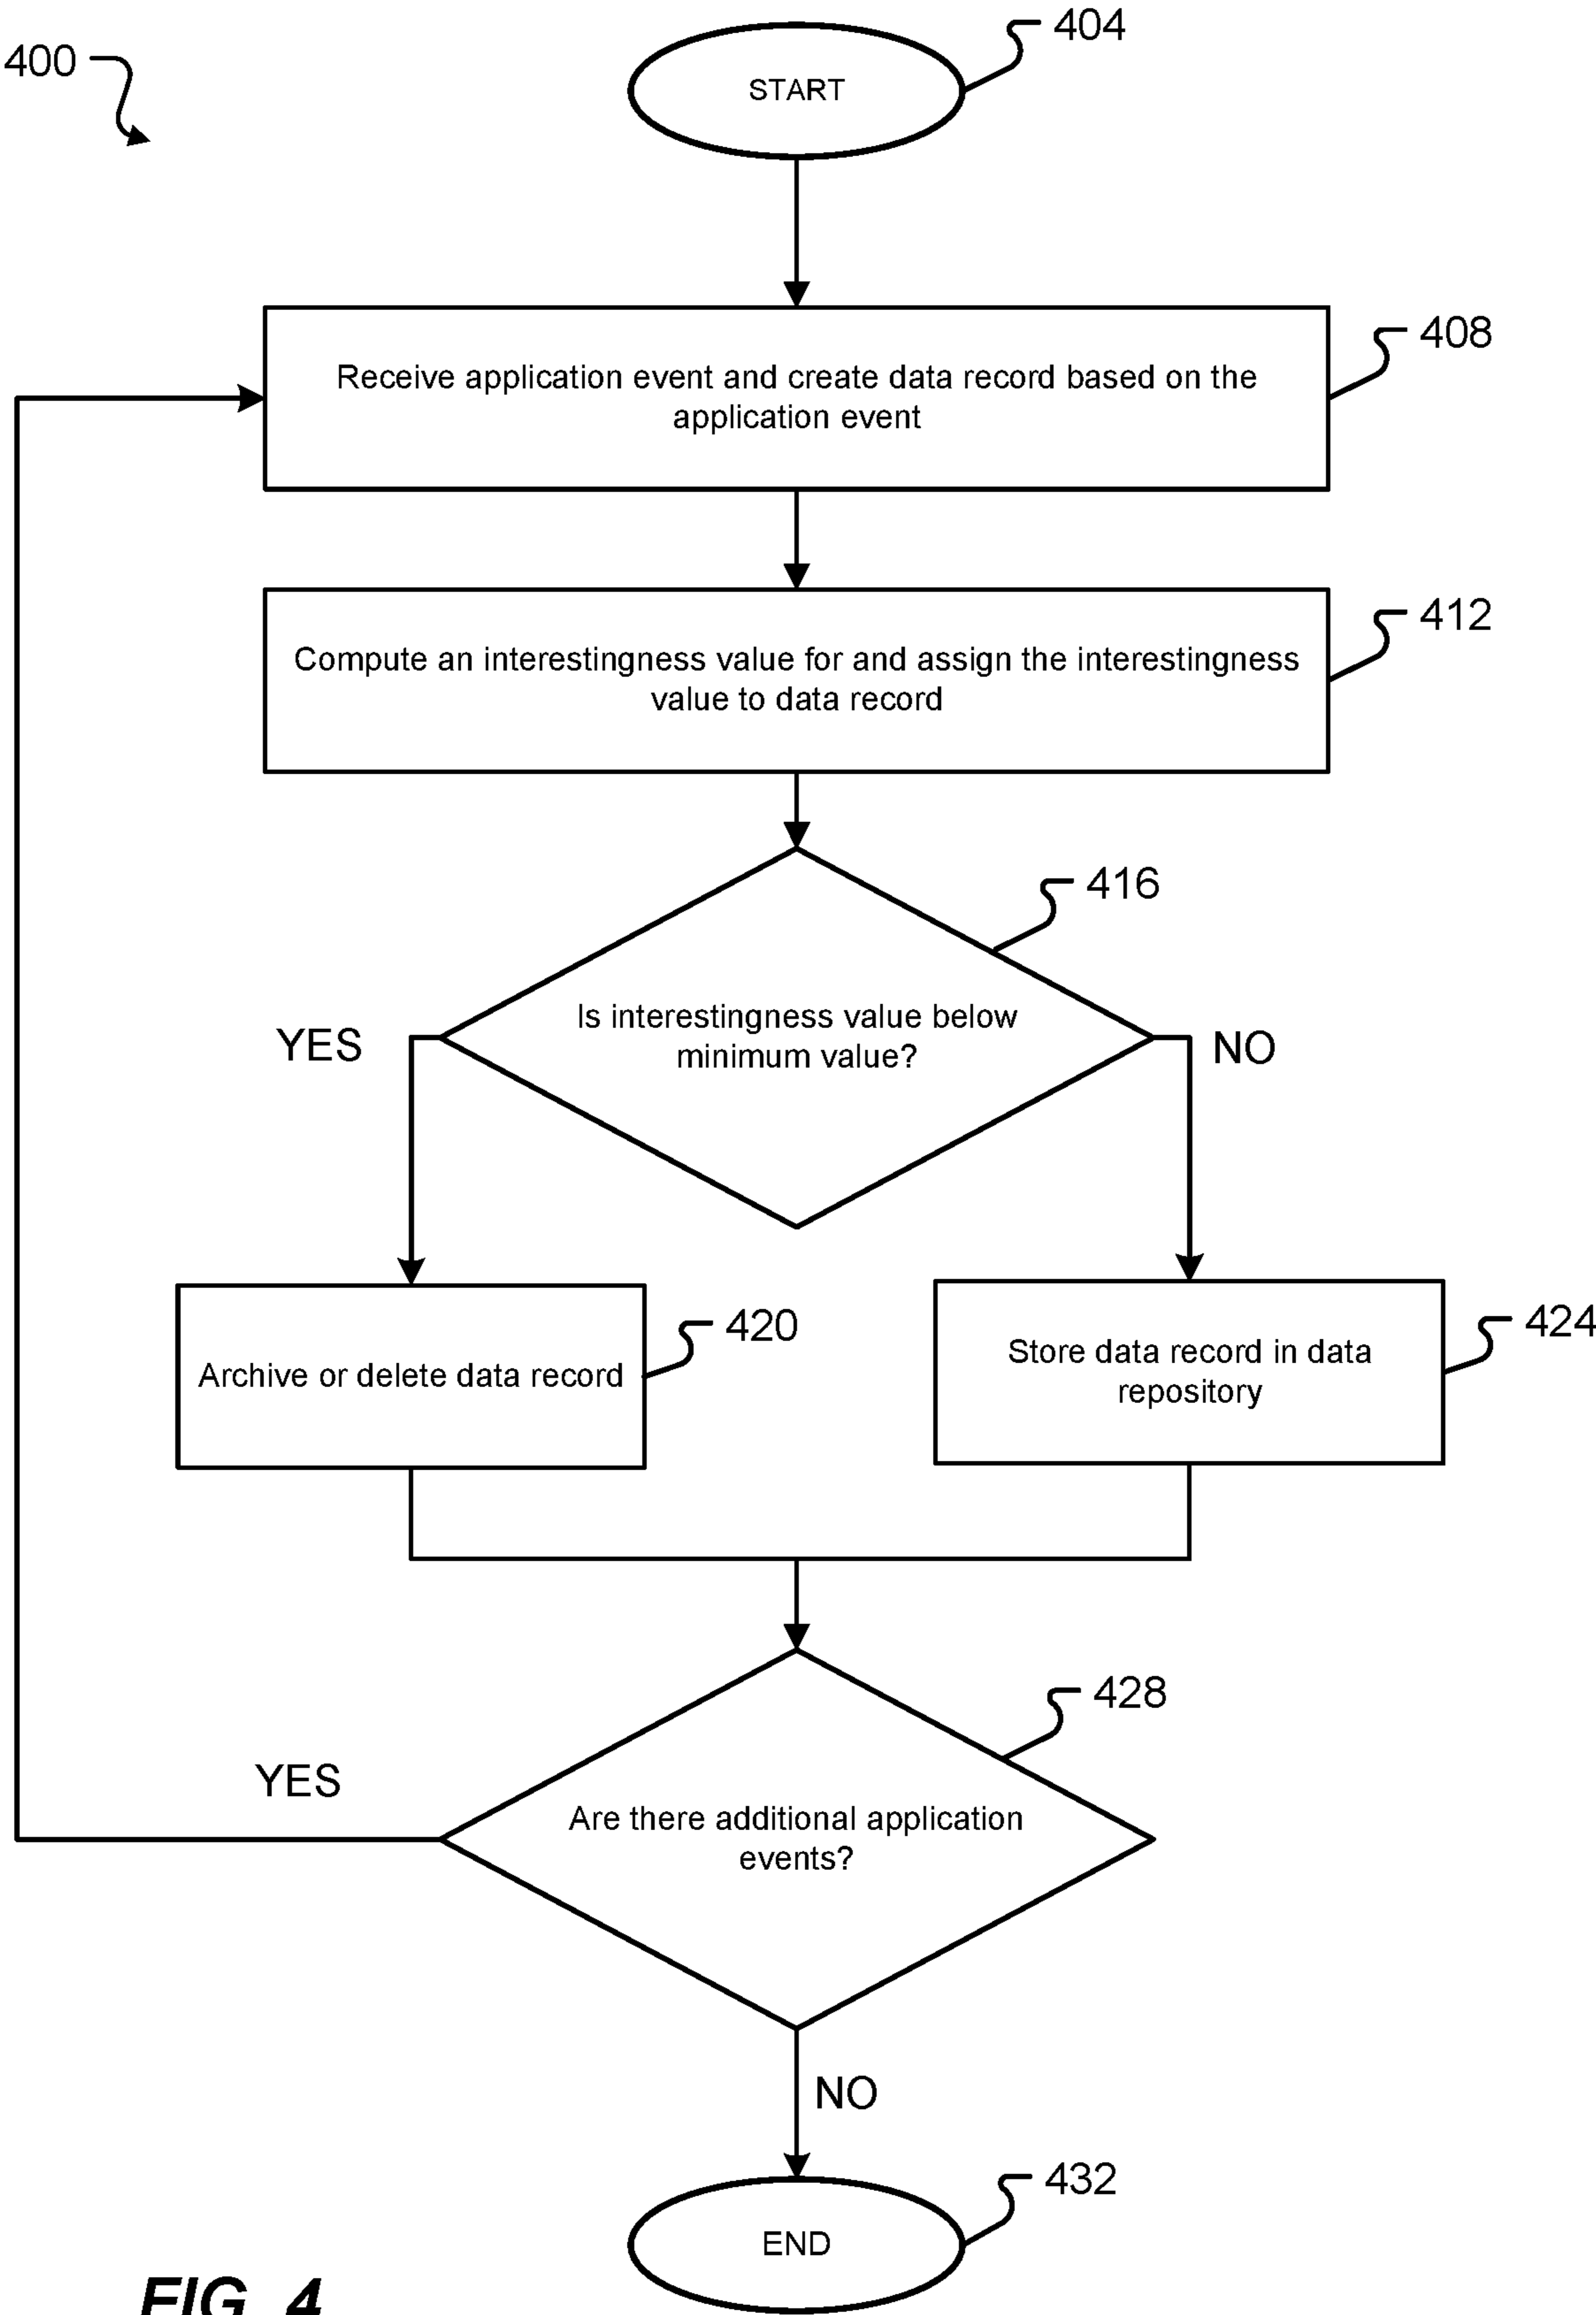 400
START
404
Receive application event and create data record based on the
application event
408
Compute an interestingness value for and assign the interestingness
value to data record
412
416
Is interestingness value below
minimum value?
YES
NO
Archive or delete data record
420
Store data record in data
repository
424
428
Are there additional application
events?
YES
NO
432
END
FIG. 4